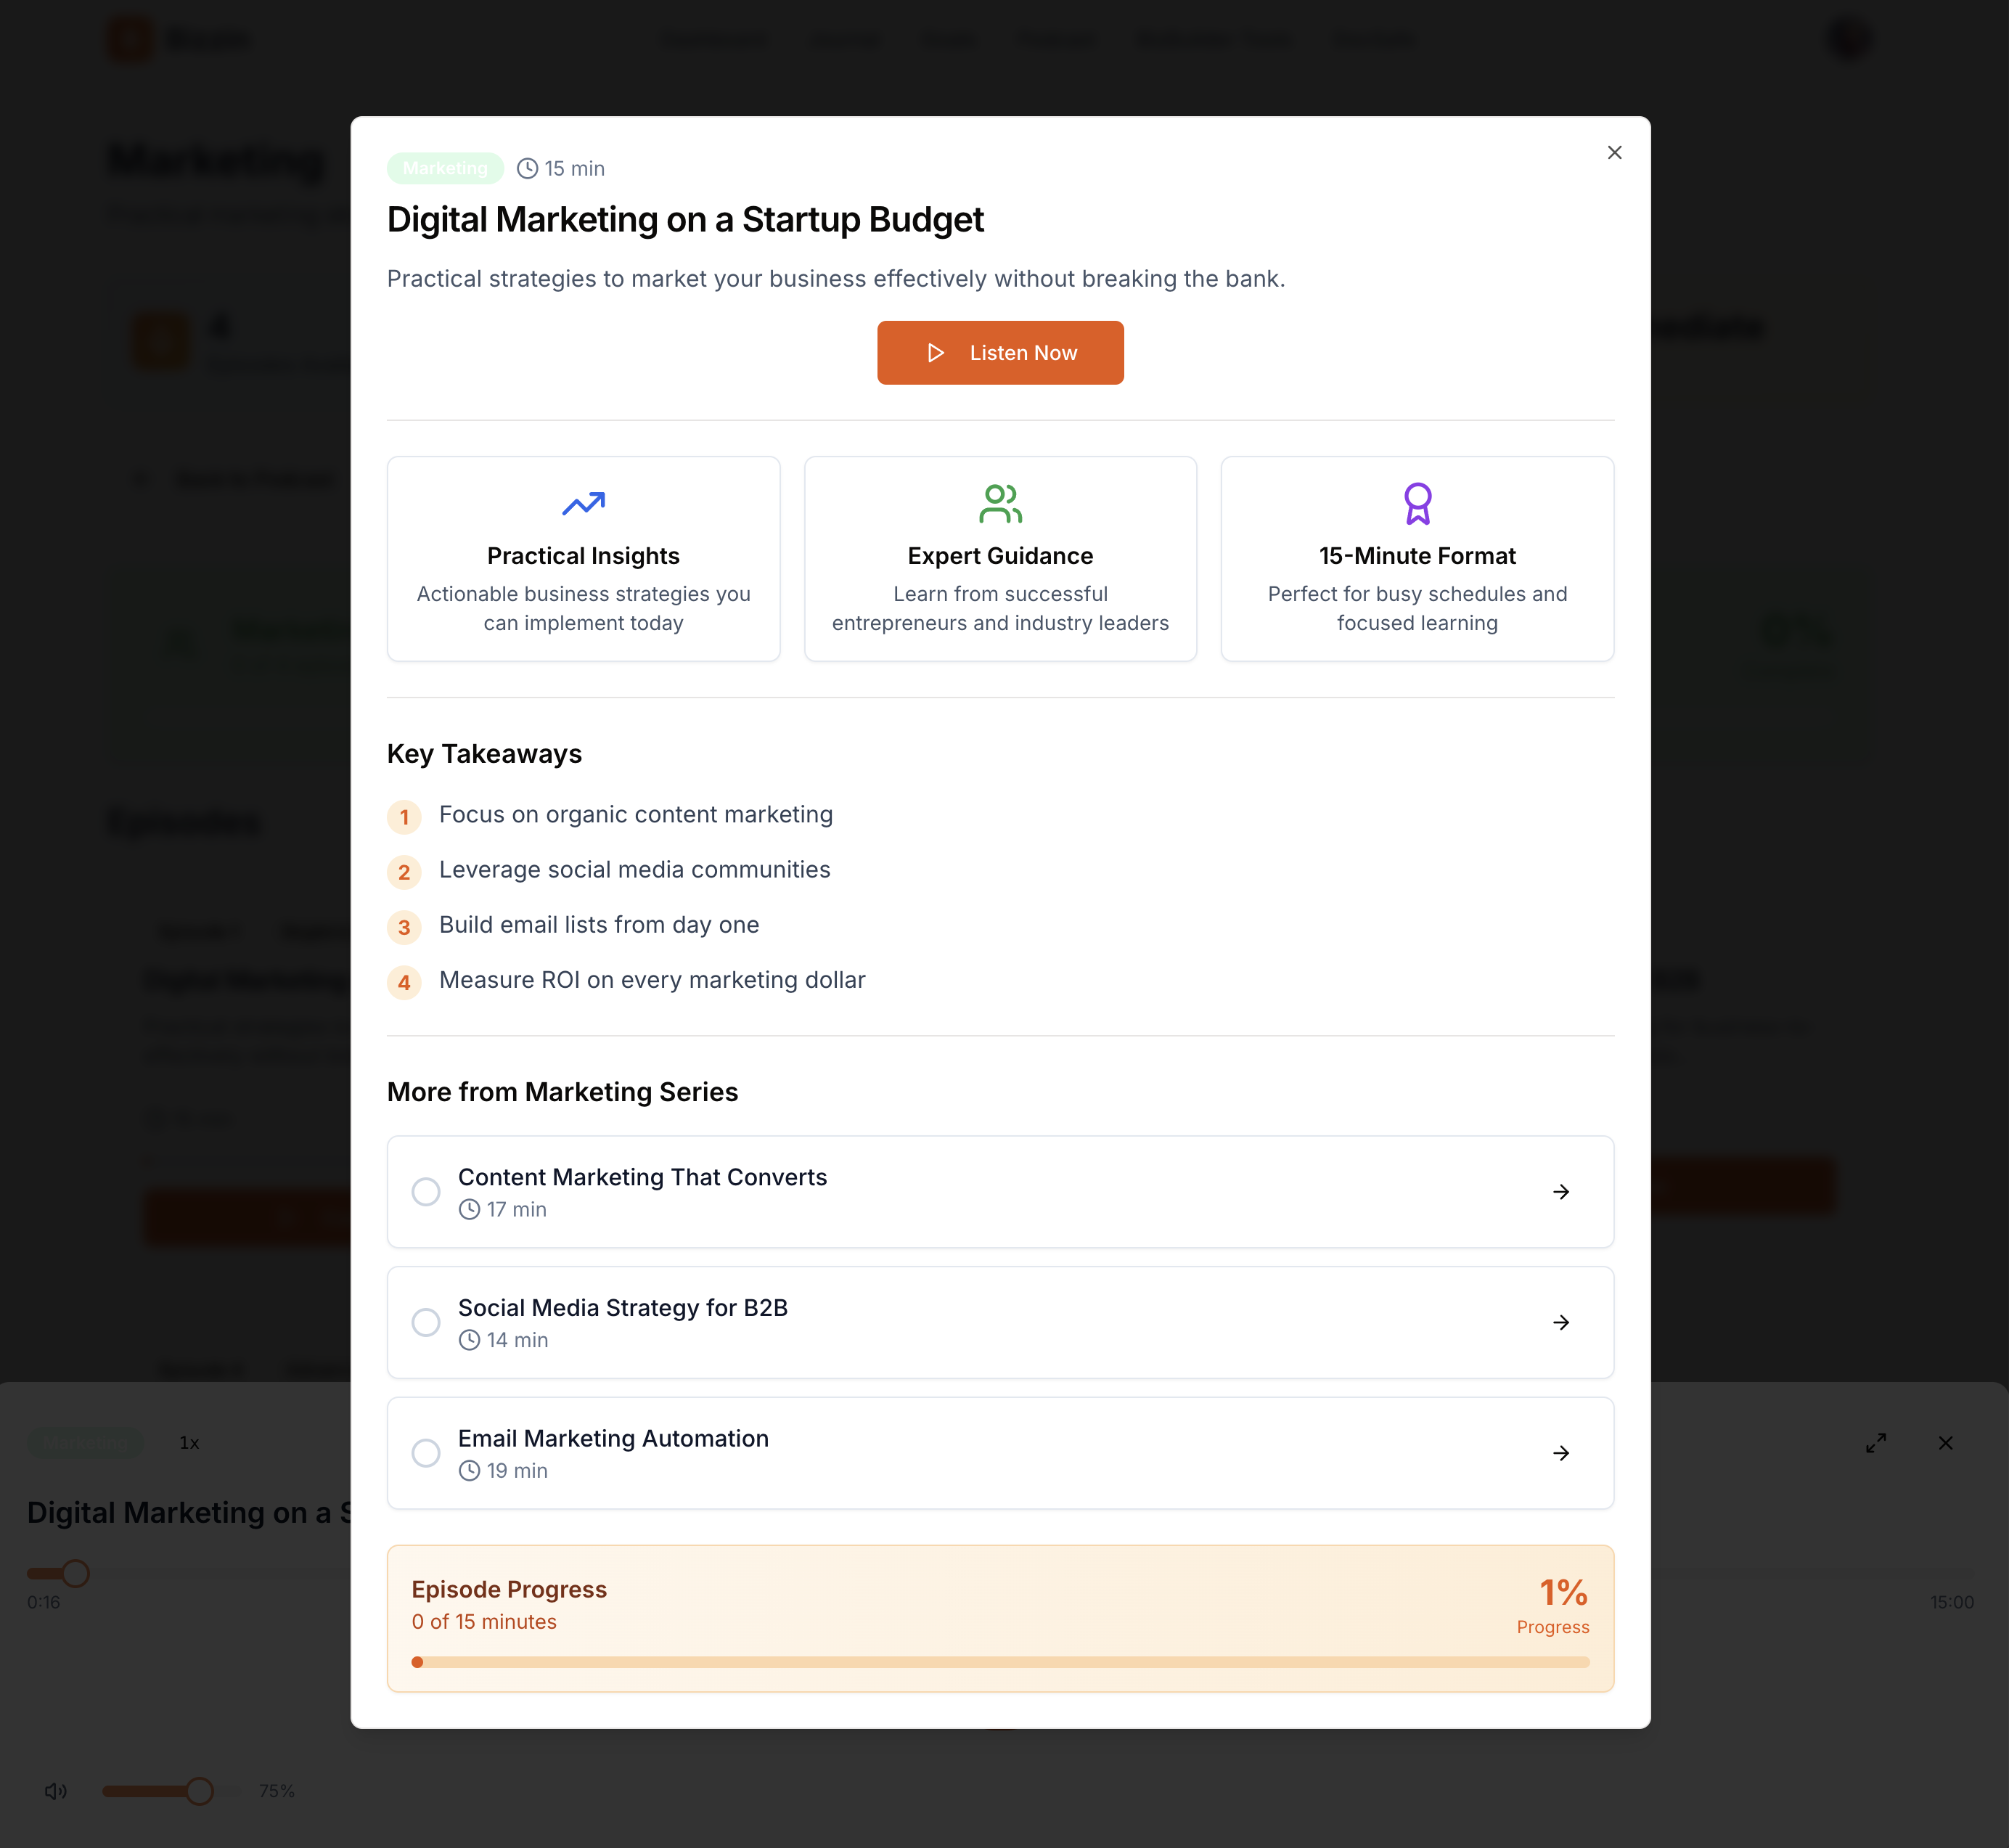 Marketing
15 min
Digital Marketing on a Startup Budget
Practical strategies to market your business effectively without breaking the bank.
Listen Now
Practical Insights
Actionable business strategies you
can implement today
Expert Guidance
Learn from successful
entrepreneurs and industry leaders
15-Minute Format
Perfect for busy schedules and
focused learning
Key Takeaways
1 Focus on organic content marketing
2 Leverage social media communities
3 Build email lists from day one
4 Measure ROI on every marketing dollar
More from Marketing Series
Content Marketing That Converts
17 min
Social Media Strategy for B2B
14 min
Email Marketing Automation
19 min
Episode Progress
0 of 15 minutes
1%
Progress
Marketing
1x
Digital Marketing on a S
0:16
15:00
75%
Marketing
Episodes